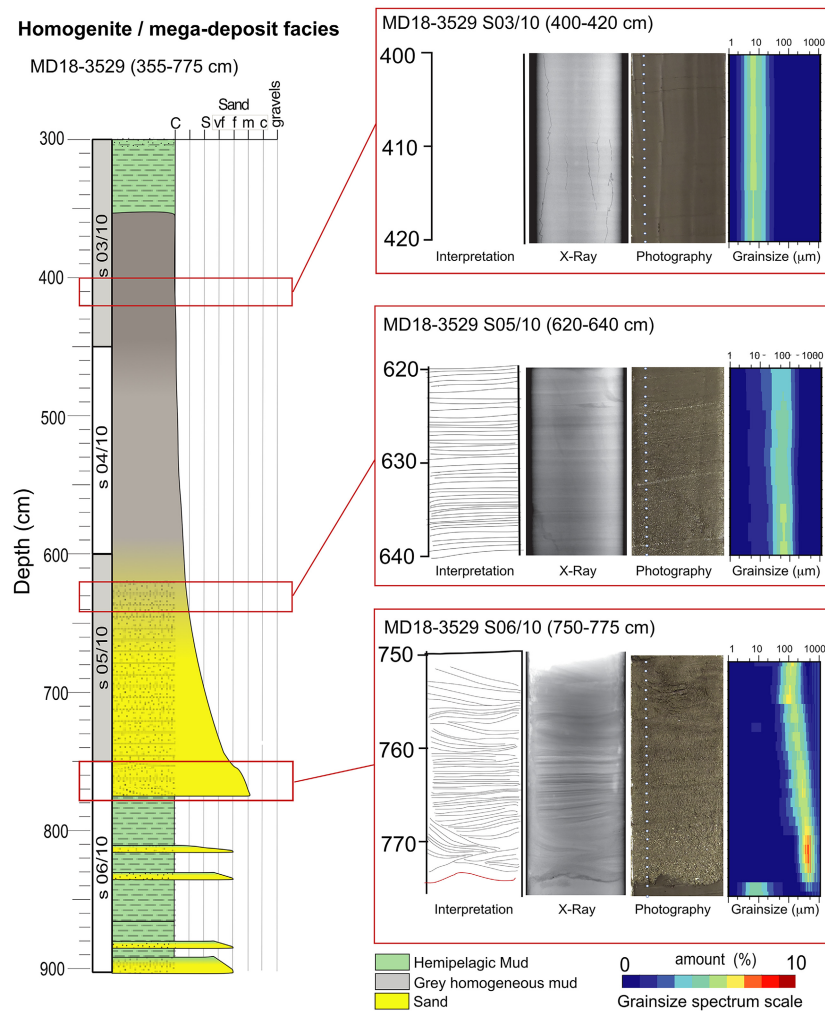 Homogenite / mega-deposit facies
MD18-3529 (355-775 cm)
Sand
C S vf f m c gravels
Depth (cm)
300
400
500
600
700
800
900
s 03/10
s 04/10
s 05/10
s 06/10
MD18-3529 S03/10 (400-420 cm)
1 10 100 1000
400
410
420
Interpretation X-Ray Photography Grainsize (μm)
MD18-3529 S05/10 (620-640 cm)
1 10 - 100 - 1000
620
630
640
Interpretation X-Ray Photography Grainsize (μm)
MD18-3529 S06/10 (750-775 cm)
1 10 100 1000
750
760
770
Interpretation X-Ray Photography Grainsize (μm)
Hemipelagic Mud
Grey homogeneous mud
Sand
0 amount (%) 10
Grainsize spectrum scale